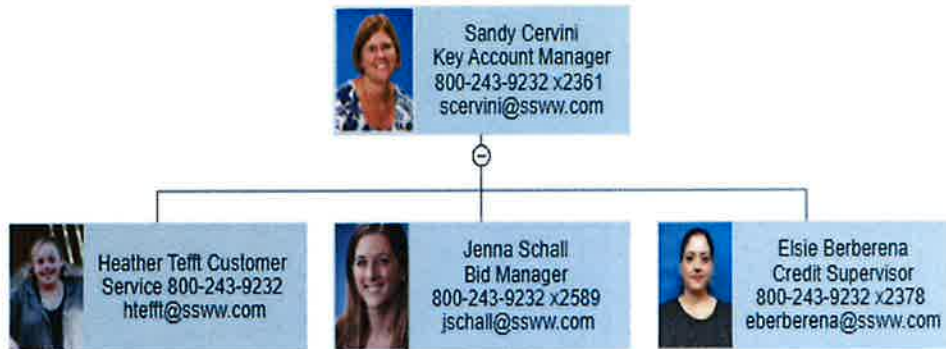 Sandy Cervini
Key Account Manager
800-243-9232 x2361
scervini@ssww.com
Heather Tefft Customer
Service 800-243-9232
htefft@ssww.com
Jenna Schall
Bid Manager
800-243-9232 x2589
jschall@ssww.com
Elsie Berberena
Credit Supervisor
800-243-9232 x2378
eberberena@ssww.com